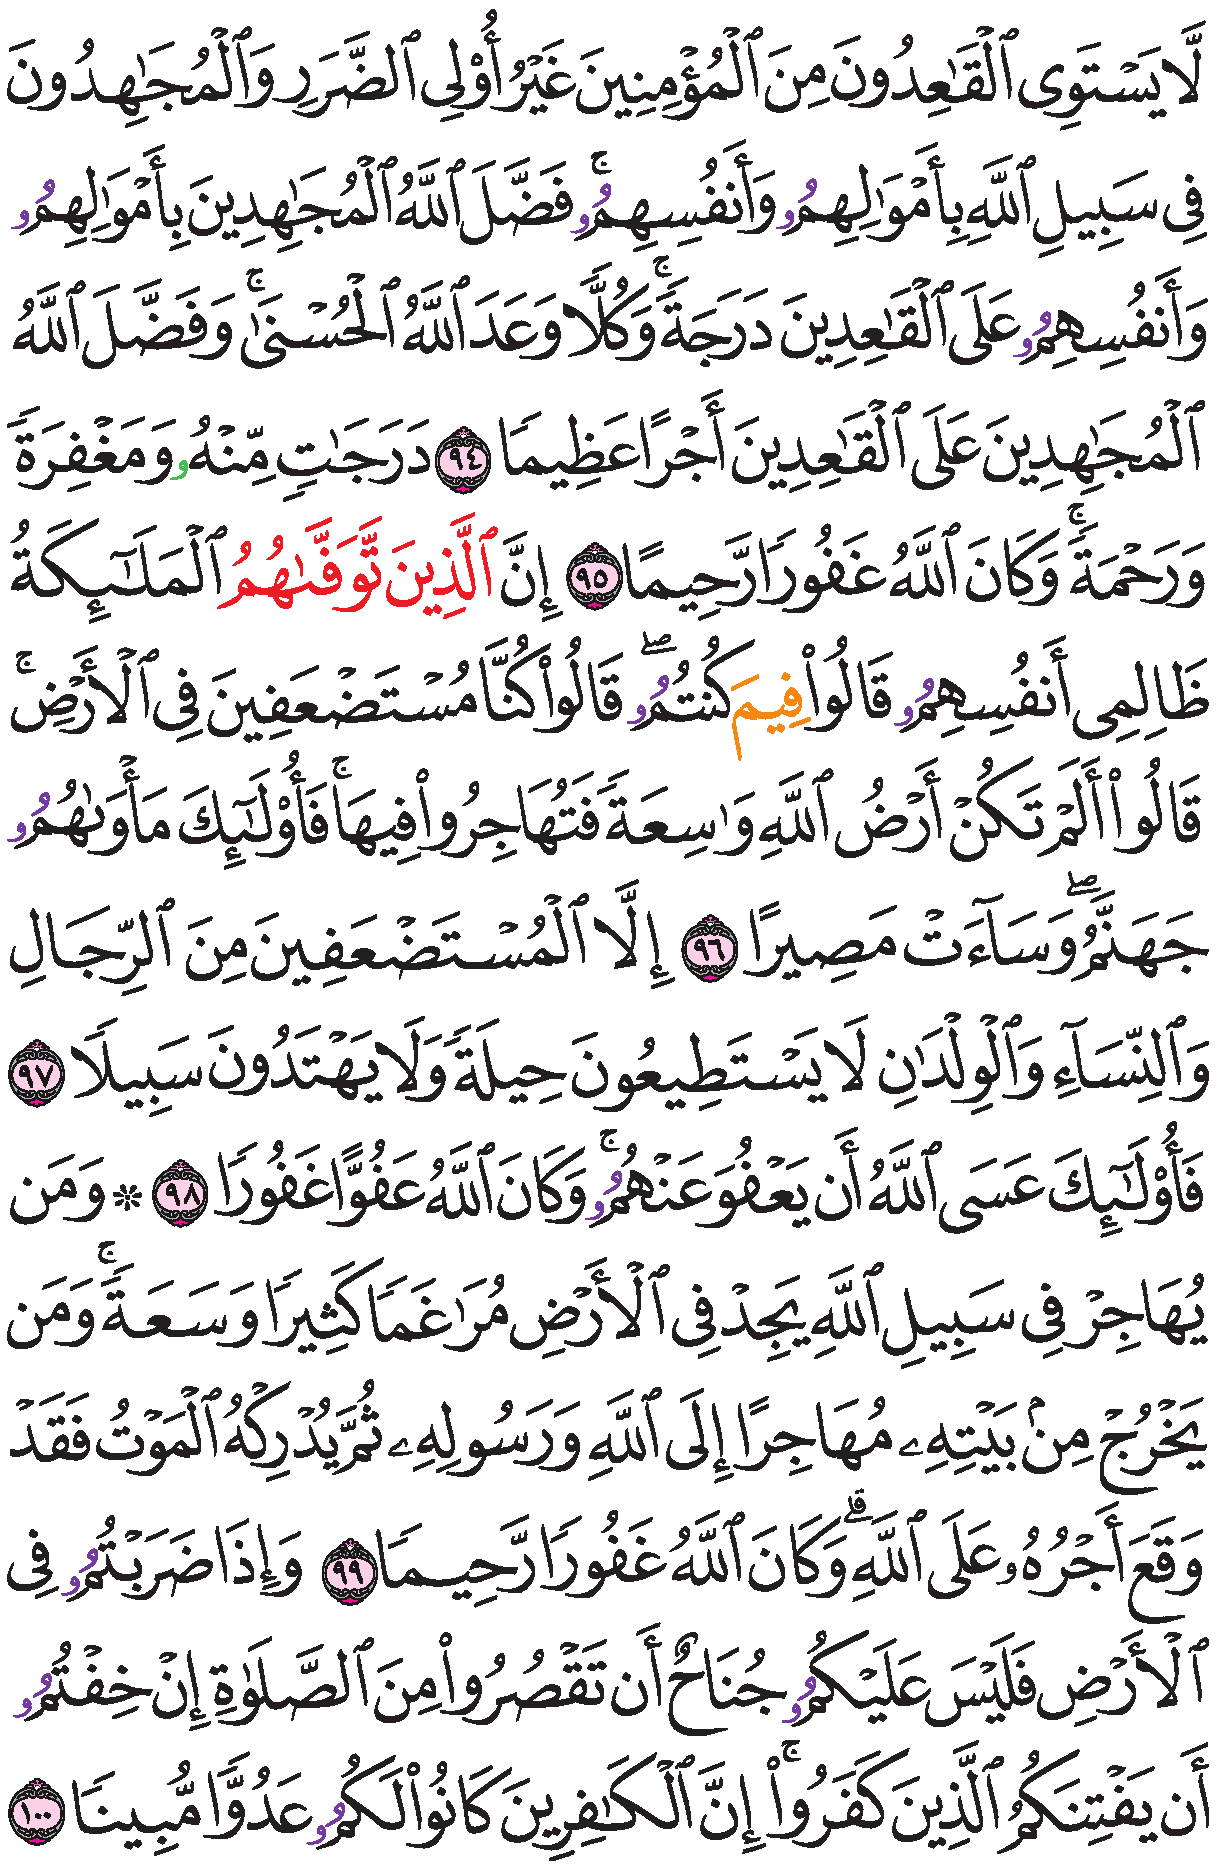 لَّا يَسْتَوِى ٱلْقَٰعِدُونَ مِنَ ٱلْمُؤْمِنِينَ غَيْرُ أُوْلِى ٱلضَّرَرِ وَٱلْمُجَٰهِدُونَ
فِى سَبِيلِ ٱللَّهِ بِأَمْوَٰلِهِمُۥ وَأَنفُسِهِمُۥۚ فَضَّلَ ٱللَّهُ ٱلْمُجَٰهِدِينَ بِأَمْوَٰلِهِمُۥ
وَأَنفُسِهِمُۥ عَلَى ٱلْقَٰعِدِينَ دَرَجَةًۚ وَكُلًّا وَعَدَ ٱللَّهُ ٱلْحُسْنَىٰۚ وَفَضَّلَ ٱللَّهُ
ٱلْمُجَٰهِدِينَ عَلَى ٱلْقَٰعِدِينَ أَجْرًا عَظِيمًا ٩٤ دَرَجَٰتٍ مِّنْهُۥ وَمَغْفِرَةً
وَرَحْمَةًۚ وَكَانَ ٱللَّهُ غَفُورًا رَّحِيمًا ٩٥ إِنَّ ٱلَّذِينَ تَّوَفَّىٰهُمُ ٱلْمَلَٰٓئِكَةُ
ظَالِمِى أَنفُسِهِمُۥ قَالُوا۟ فِيمَ كُنتُمُۥۖ قَالُوا۟ كُنَّا مُسْتَضْعَفِينَ فِى ٱلْأَرْضِۚ
قَالُوٓا۟ أَلَمْ تَكُنْ أَرْضُ ٱللَّهِ وَٰسِعَةً فَتُهَاجِرُوا۟ فِيهَاۚ فَأُوْلَٰٓئِكَ مَأْوَىٰهُمُۥ
جَهَنَّمُۖ وَسَآءَتْ مَصِيرًا ٩٦ إِلَّا ٱلْمُسْتَضْعَفِينَ مِنَ ٱلرِّجَالِ
وَٱلنِّسَآءِ وَٱلْوِلْدَٰنِ لَا يَسْتَطِيعُونَ حِيلَةً وَلَا يَهْتَدُونَ سَبِيلًا ٩٧
فَأُوْلَٰٓئِكَ عَسَى ٱللَّهُ أَن يَعْفُوَ عَنْهُمُۥۚ وَكَانَ ٱللَّهُ عَفُوًّا غَفُورًا ٩٨ ۞ وَمَن
يُهَاجِرْ فِى سَبِيلِ ٱللَّهِ يَجِدْ فِى ٱلْأَرْضِ مُرَٰغَمًا كَثِيرًا وَسَعَةًۚ وَمَن
يَخْرُجْ مِنۢ بَيْتِهِۦ مُهَاجِرًا إِلَى ٱللَّهِ وَرَسُولِهِۦ ثُمَّ يُدْرِكْهُ ٱلْمَوْتُ فَقَدْ
وَقَعَ أَجْرُهُۥ عَلَى ٱللَّهِۗ وَكَانَ ٱللَّهُ غَفُورًا رَّحِيمًا ٩٩ وَإِذَا ضَرَبْتُمُۥ فِى
ٱلْأَرْضِ فَلَيْسَ عَلَيْكُمُۥ جُنَاحٌ أَن تَقْصُرُوا۟ مِنَ ٱلصَّلَوٰةِ إِنْ خِفْتُمُۥ
أَن يَفْتِنَكُمُ ٱلَّذِينَ كَفَرُوٓا۟ۚ إِنَّ ٱلْكَٰفِرِينَ كَانُوا۟ لَكُمُۥ عَدُوًّا مُّبِينًا ١٠٠